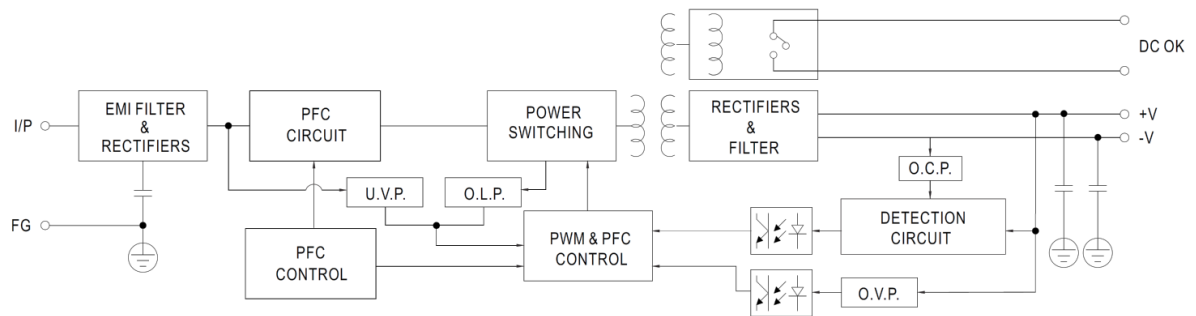 DC OK
I/P
EMI FILTER
&
RECTIFIERS
PFC
CIRCUIT
POWER
SWITCHING
RECTIFIERS
&
FILTER
+V
-V
U.V.P.
O.L.P.
O.C.P.
FG
PFC
CONTROL
PWM & PFC
CONTROL
DETECTION
CIRCUIT
O.V.P.